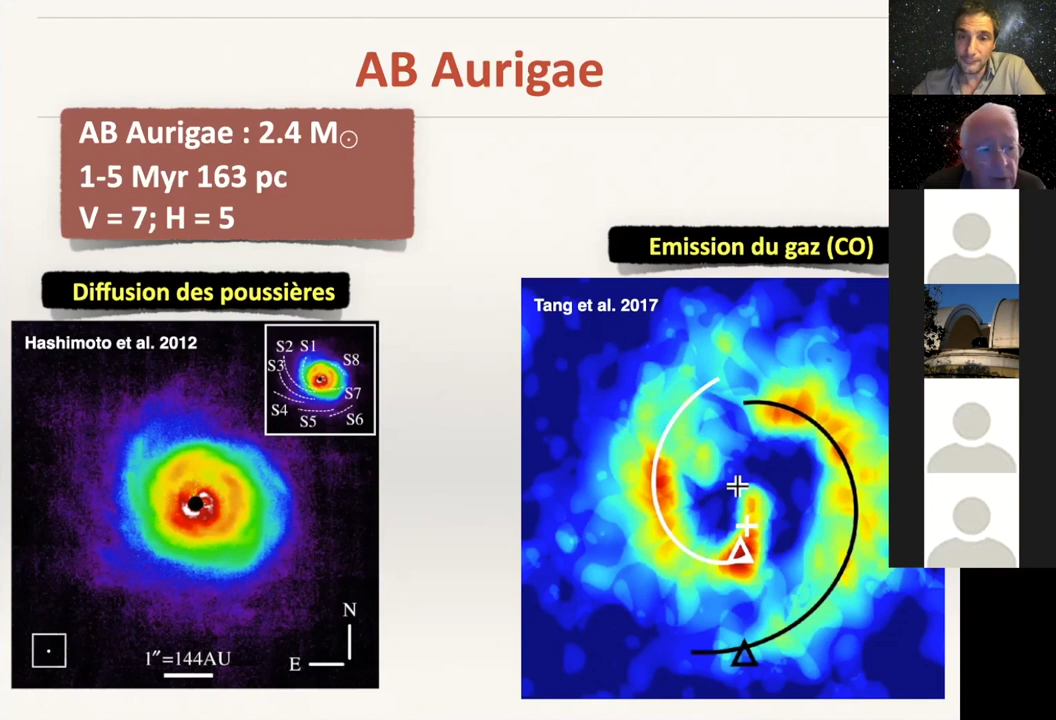 AB Aurigae
AB Aurigae : 2.4 M☉
1-5 Myr 163 pc
V = 7; H = 5
Emission du gaz (CO)
Diffusion des poussières
Tang et al. 2017
Hashimoto et al. 2012
S2 S1
S3 S8
S7
S4 S5 S6
N
1″=144AU
E